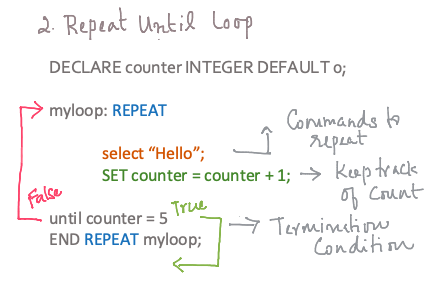 2. Repeat Until Loop
DECLARE counter INTEGER DEFAULT 0;
myloop: REPEAT
select “Hello”;
SET counter = counter + 1;
until counter = 5
END REPEAT myloop;
Commands to
repeat
Keep track
of Count
Termination
Condition
False
True